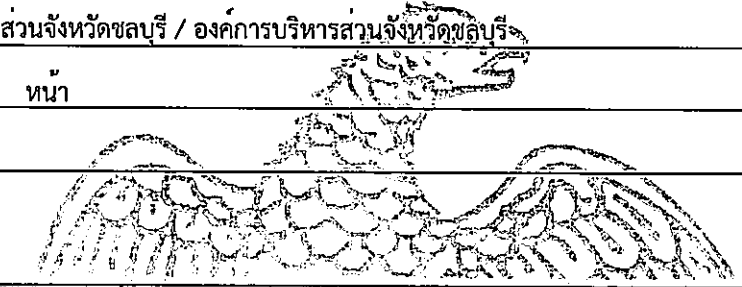 ส่วนจังหวัดชลบุรี / องค์การบริหารส่วนจังหวัดชลบุรี
หน้า